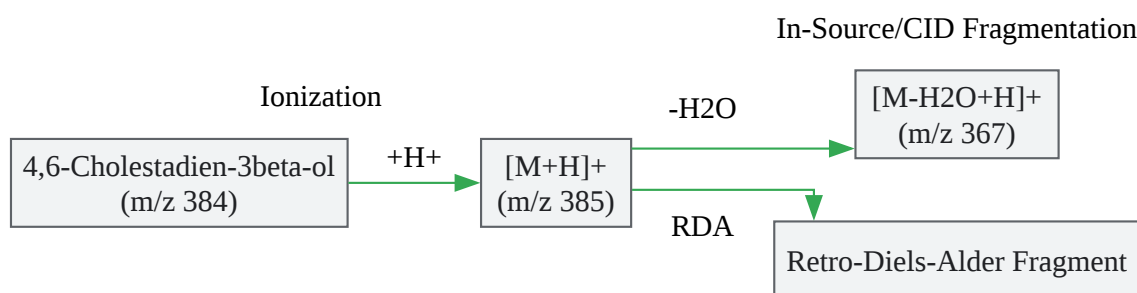 In-Source/CID Fragmentation
Ionization
4,6-Cholestadien-3beta-ol
(m/z 384)
+H+
[M+H]+
(m/z 385)
-H2O
[M-H2O+H]+
(m/z 367)
RDA
Retro-Diels-Alder Fragment